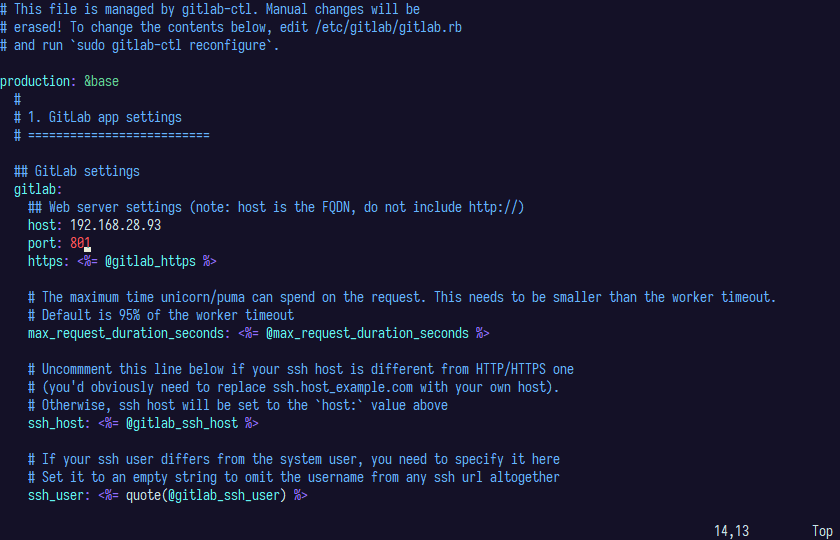 # This file is managed by gitlab-ctl. Manual changes will be
# erased! To change the contents below, edit /etc/gitlab/gitlab.rb
# and run `sudo gitlab-ctl reconfigure`.
production: &base
#
# 1. GitLab app settings
# ==========================
## GitLab settings
gitlab:
## Web server settings (note: host is the FQDN, do not include http://)
host: 192.168.28.93
port: 801
https: <%= @gitlab_https %>
# The maximum time unicorn/puma can spend on the request. This needs to be smaller than the worker timeout.
# Default is 95% of the worker timeout
max_request_duration_seconds: <%= @max_request_duration_seconds %>
# Uncommment this line below if your ssh host is different from HTTP/HTTPS one
# (you'd obviously need to replace ssh.host_example.com with your own host).
# Otherwise, ssh host will be set to the `host:` value above
ssh_host: <%= @gitlab_ssh_host %>
# If your ssh user differs from the system user, you need to specify it here
# Set it to an empty string to omit the username from any ssh url altogether
ssh_user: <%= quote(@gitlab_ssh_user) %>
14,13 Top